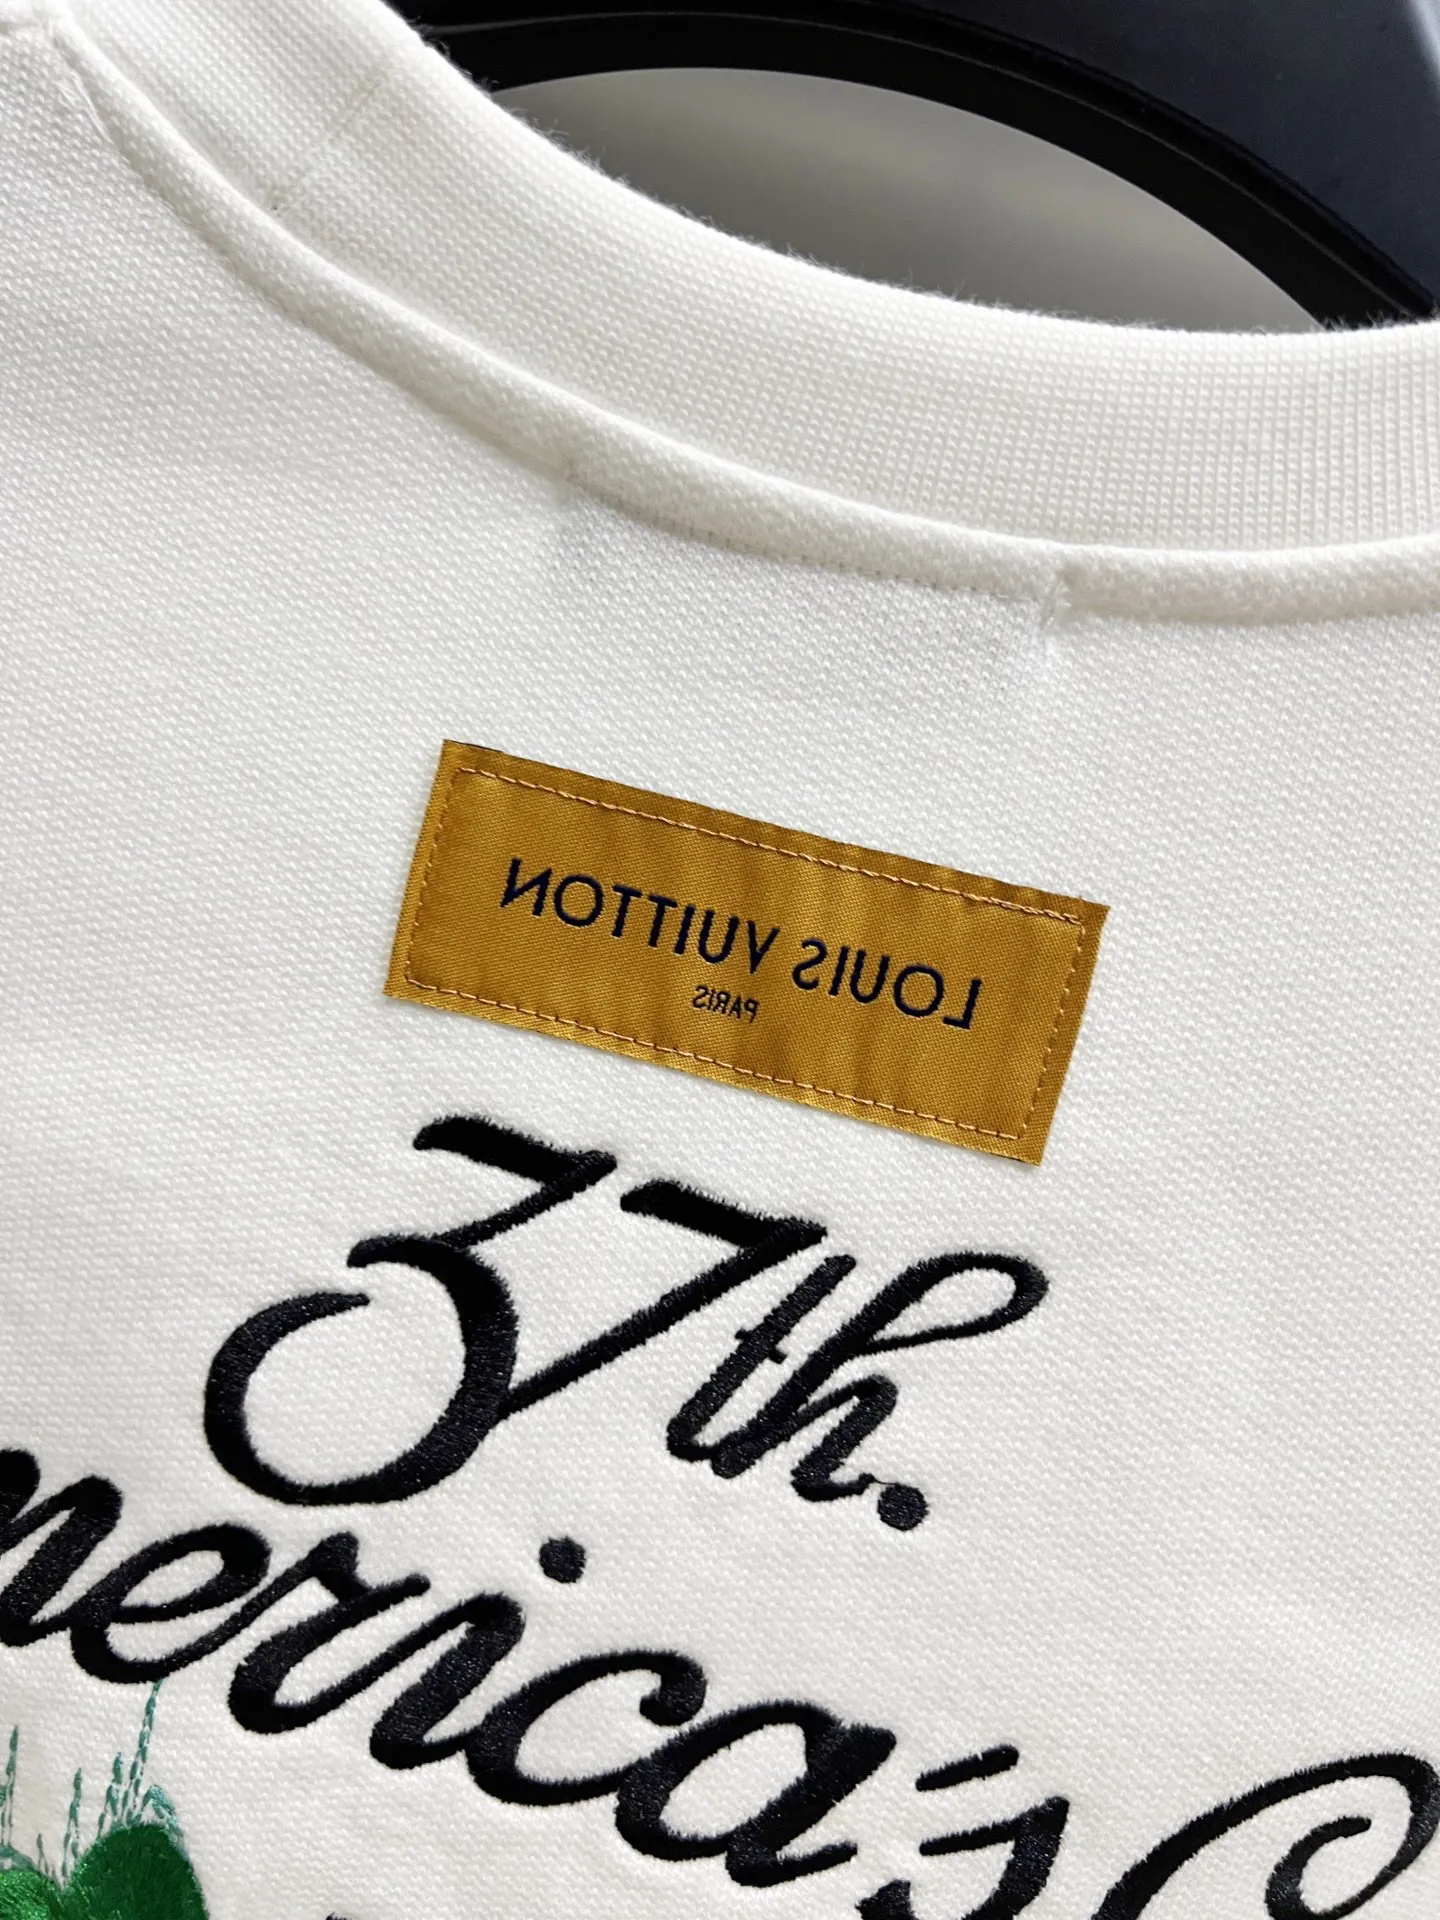 LOUIS VUITTON
PARIS
37th.
merica's C